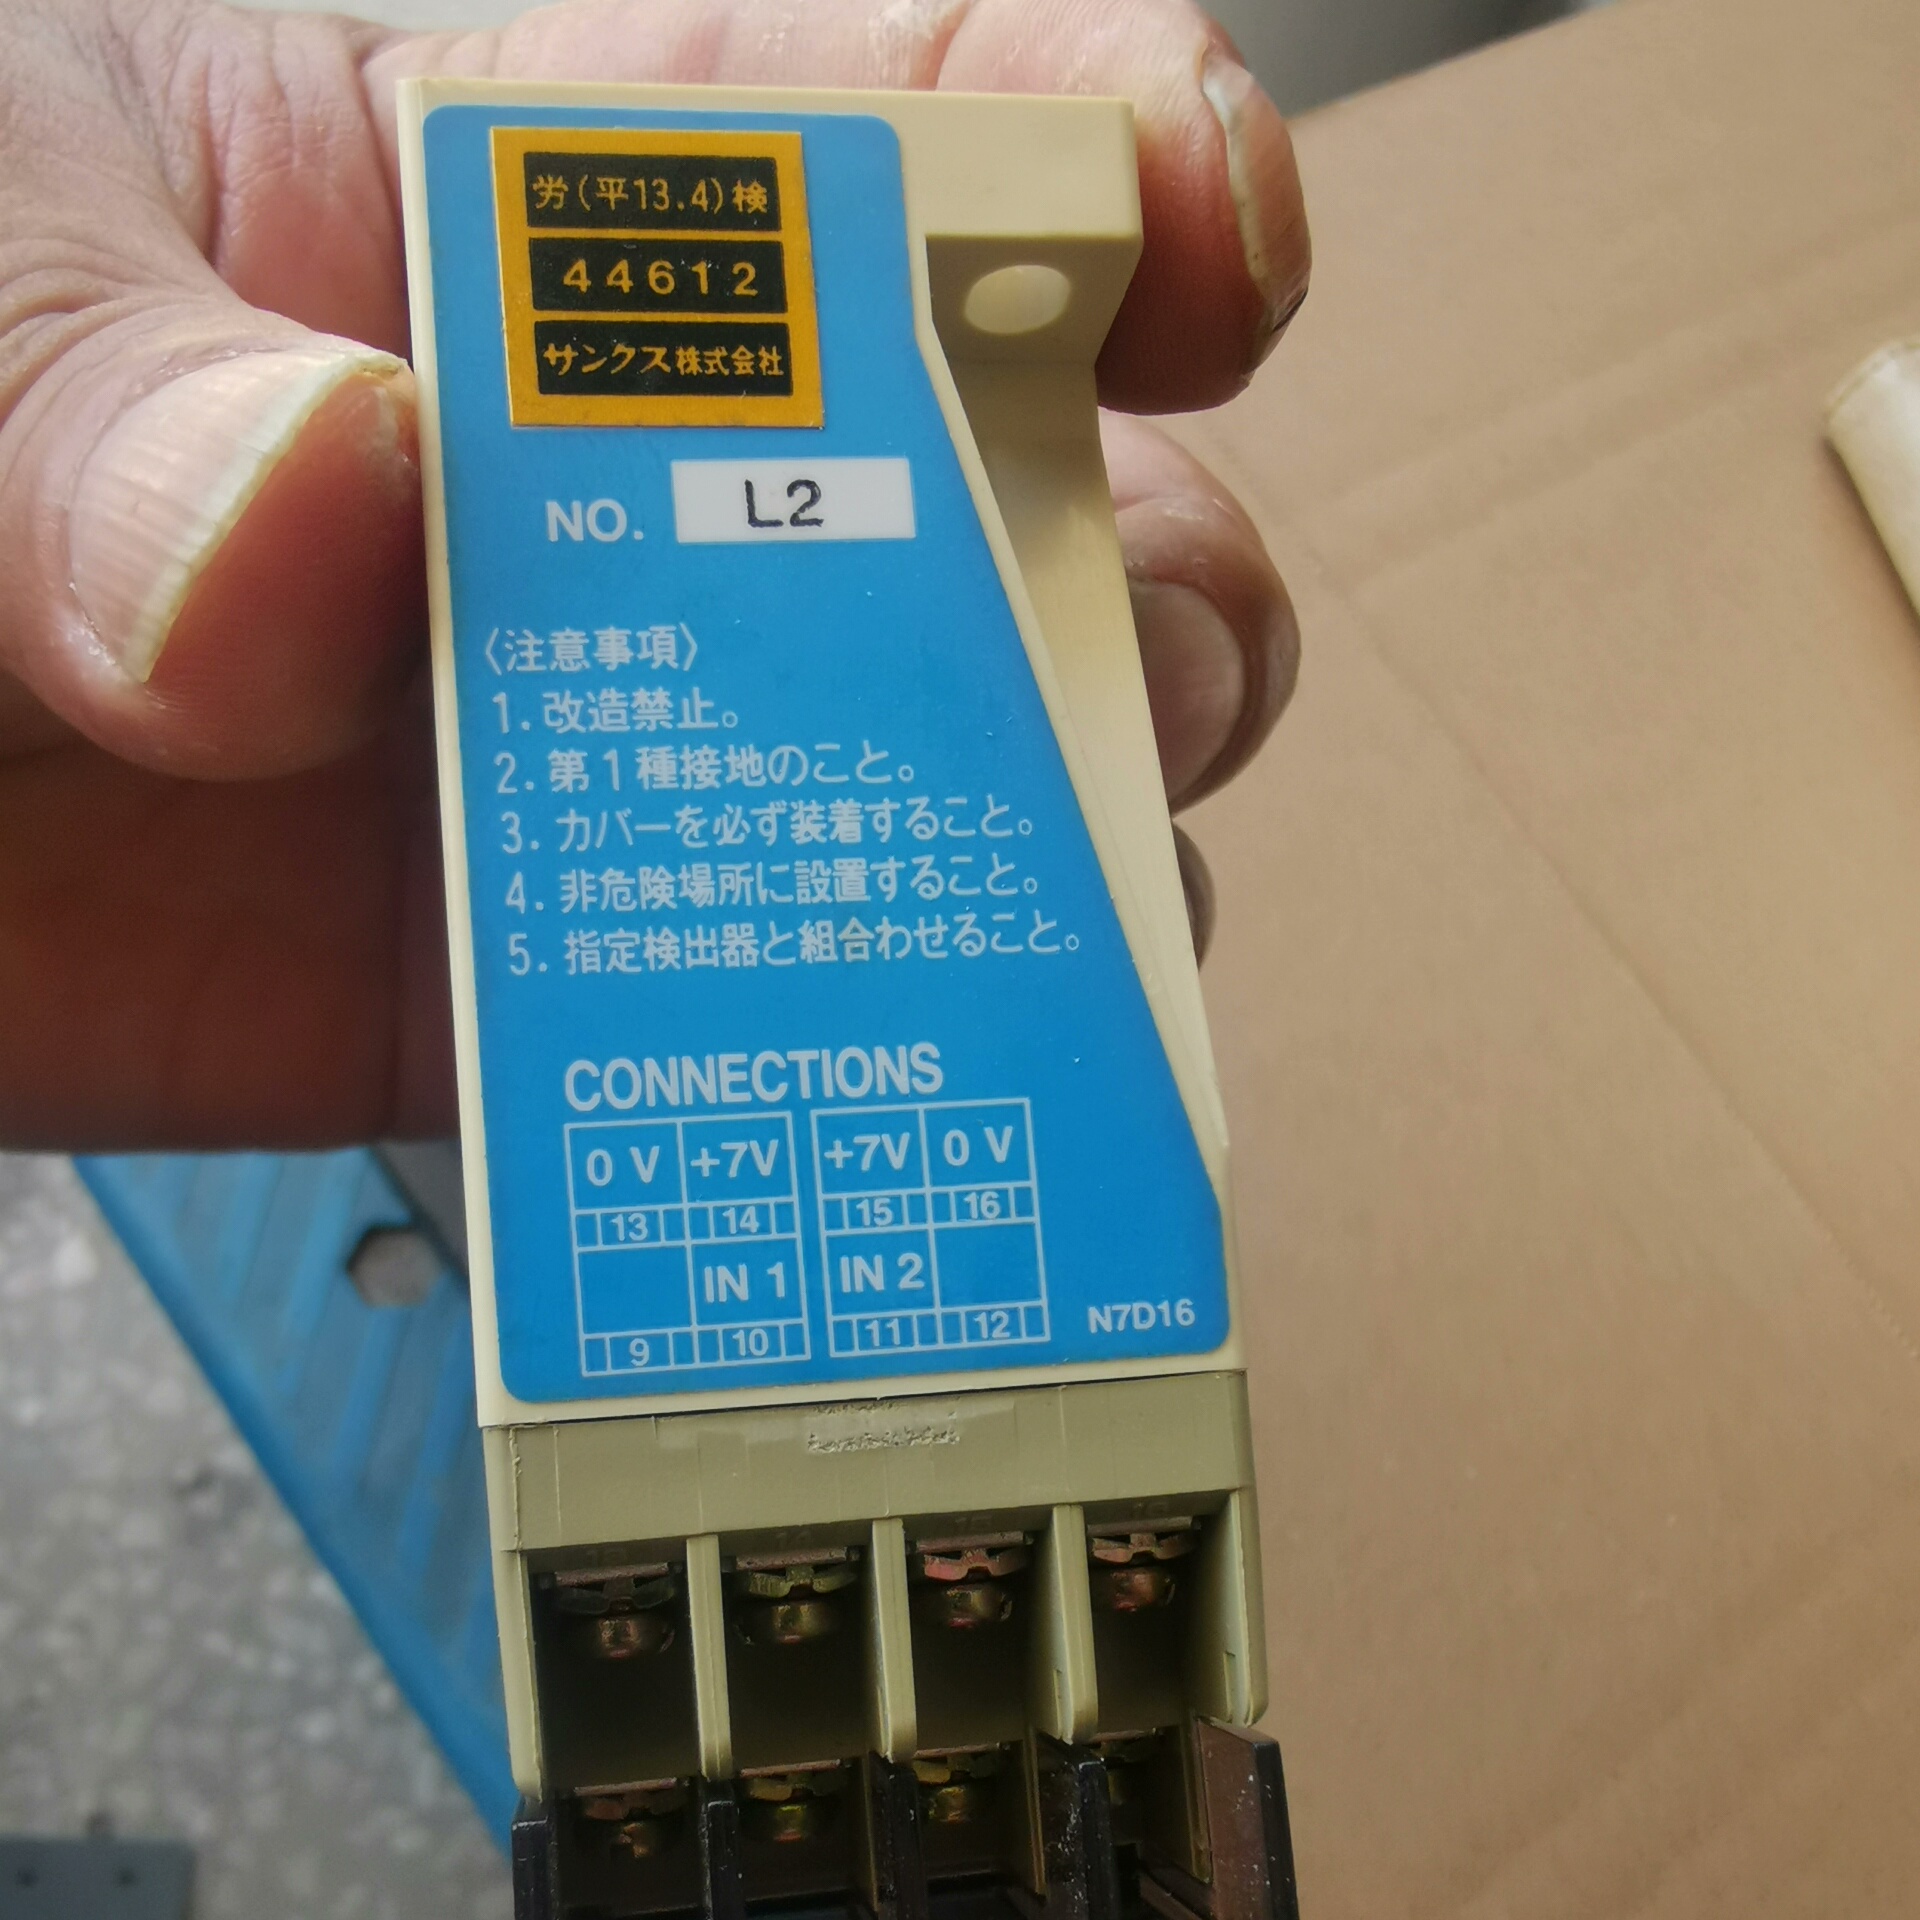 労(平13.4)検
44612
サンクス株式会社
NO. L2
〈注意事項〉
1. 改造禁止。
2. 第1種接地のこと。
3. カバーを必ず装着すること。
4. 非危険場所に設置すること。
5. 指定検出器と組合わせること。
CONNECTIONS
0 V +7V +7V 0 V
13 14 15 16
IN 1 IN 2
9 10 11 12
N7D16